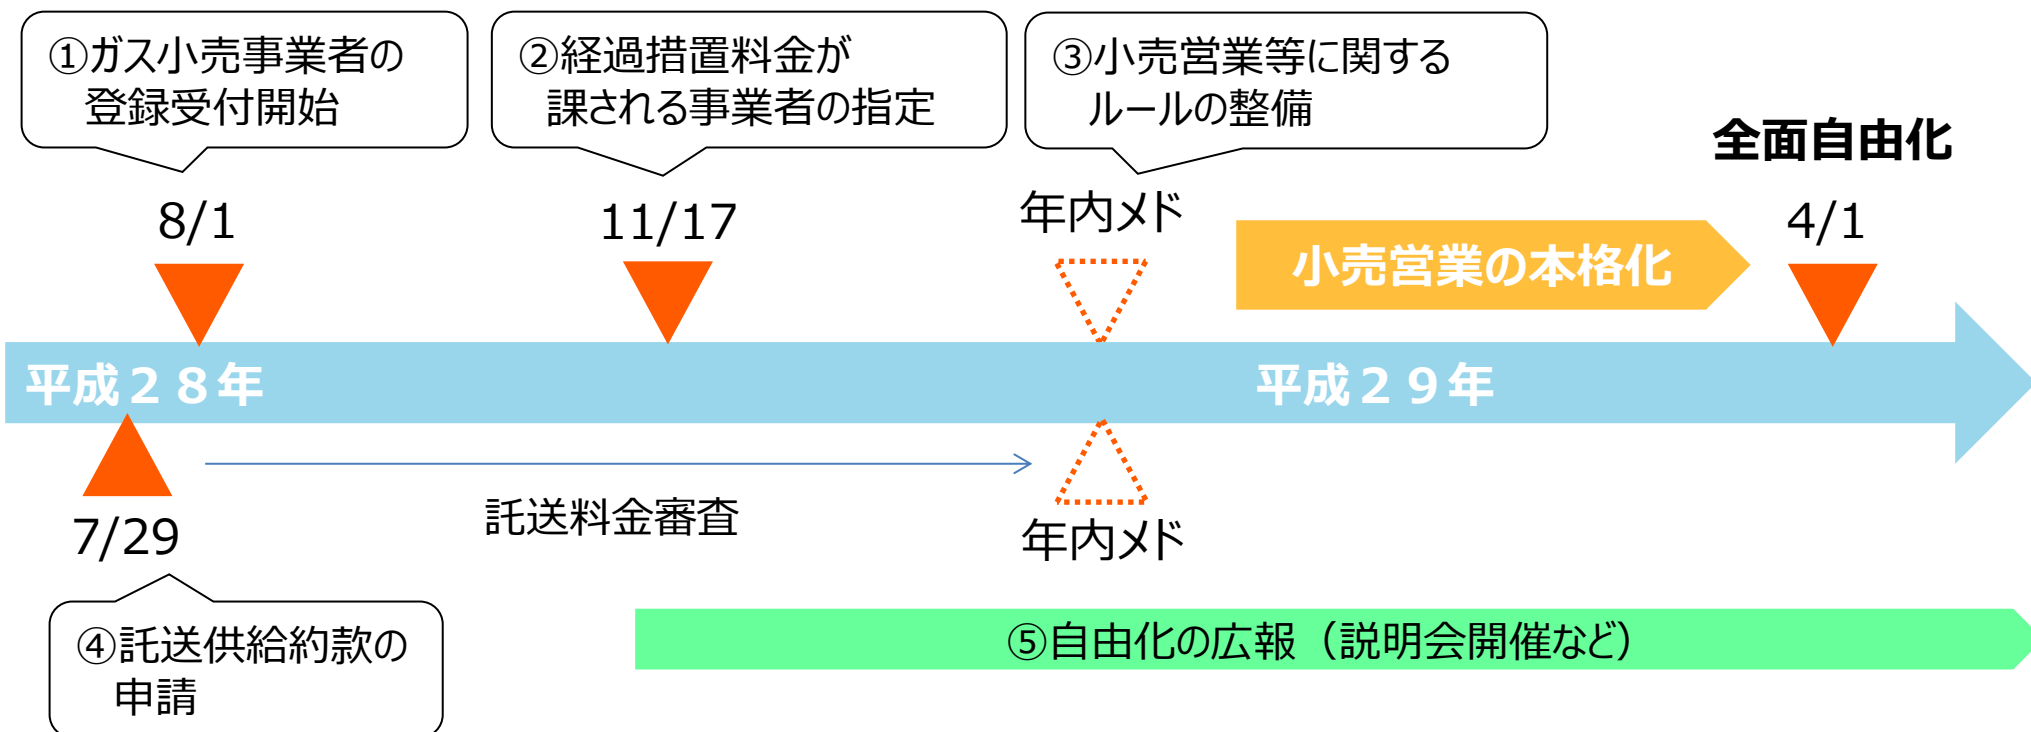 ①ガス小売事業者の
登録受付開始
②経過措置料金が
課される事業者の指定
③小売営業等に関する
ルールの整備
全面自由化
8/1
11/17
年内メド
小売営業の本格化
4/1
平成２８年
平成２９年
託送料金審査
7/29
年内メド
④託送供給約款の
申請
⑤自由化の広報（説明会開催など）